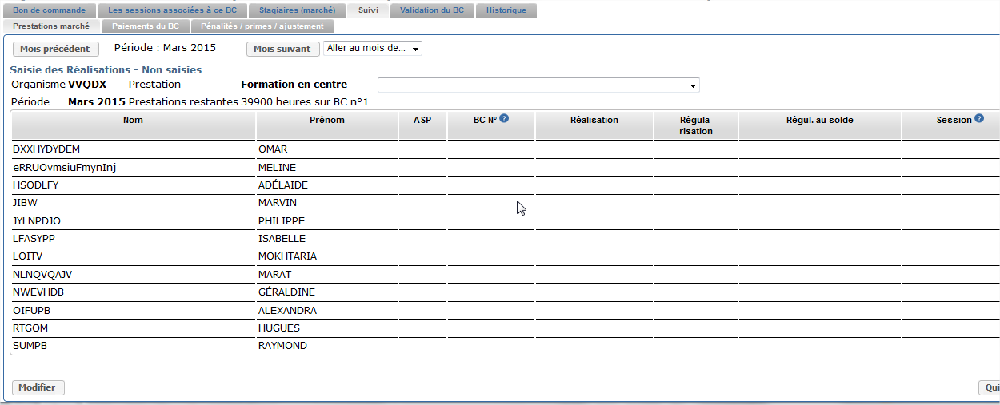 Bon de commande Les sessions associées à ce BC Stagiaires (marché) Suivi Validation du BC Historique
Prestations marché Paiements du BC Pénalités / primes / ajustement
Mois précédent Période : Mars 2015 Mois suivant Aller au mois de...
Saisie des Réalisations - Non saisies
Organisme VVQDX Prestation Formation en centre
Période Mars 2015 Prestations restantes 39900 heures sur BC n°1
Nom Prénom ASP BC N° ? Réalisation Régula- Régul. au solde Session ?
risation
DXXHYDYDEM OMAR
eRRUOvmsiuFmynInj MELINE
HSODLFY ADÉLAIDE
JIBW MARVIN
JYLNPDJO PHILIPPE
LFASYPP ISABELLE
LOITV MOKHTARIA
NLNQVQAJV MARAT
NWEVHDB GÉRALDINE
OIFUPB ALEXANDRA
RTGOM HUGUES
SUMPB RAYMOND
Modifier Qui